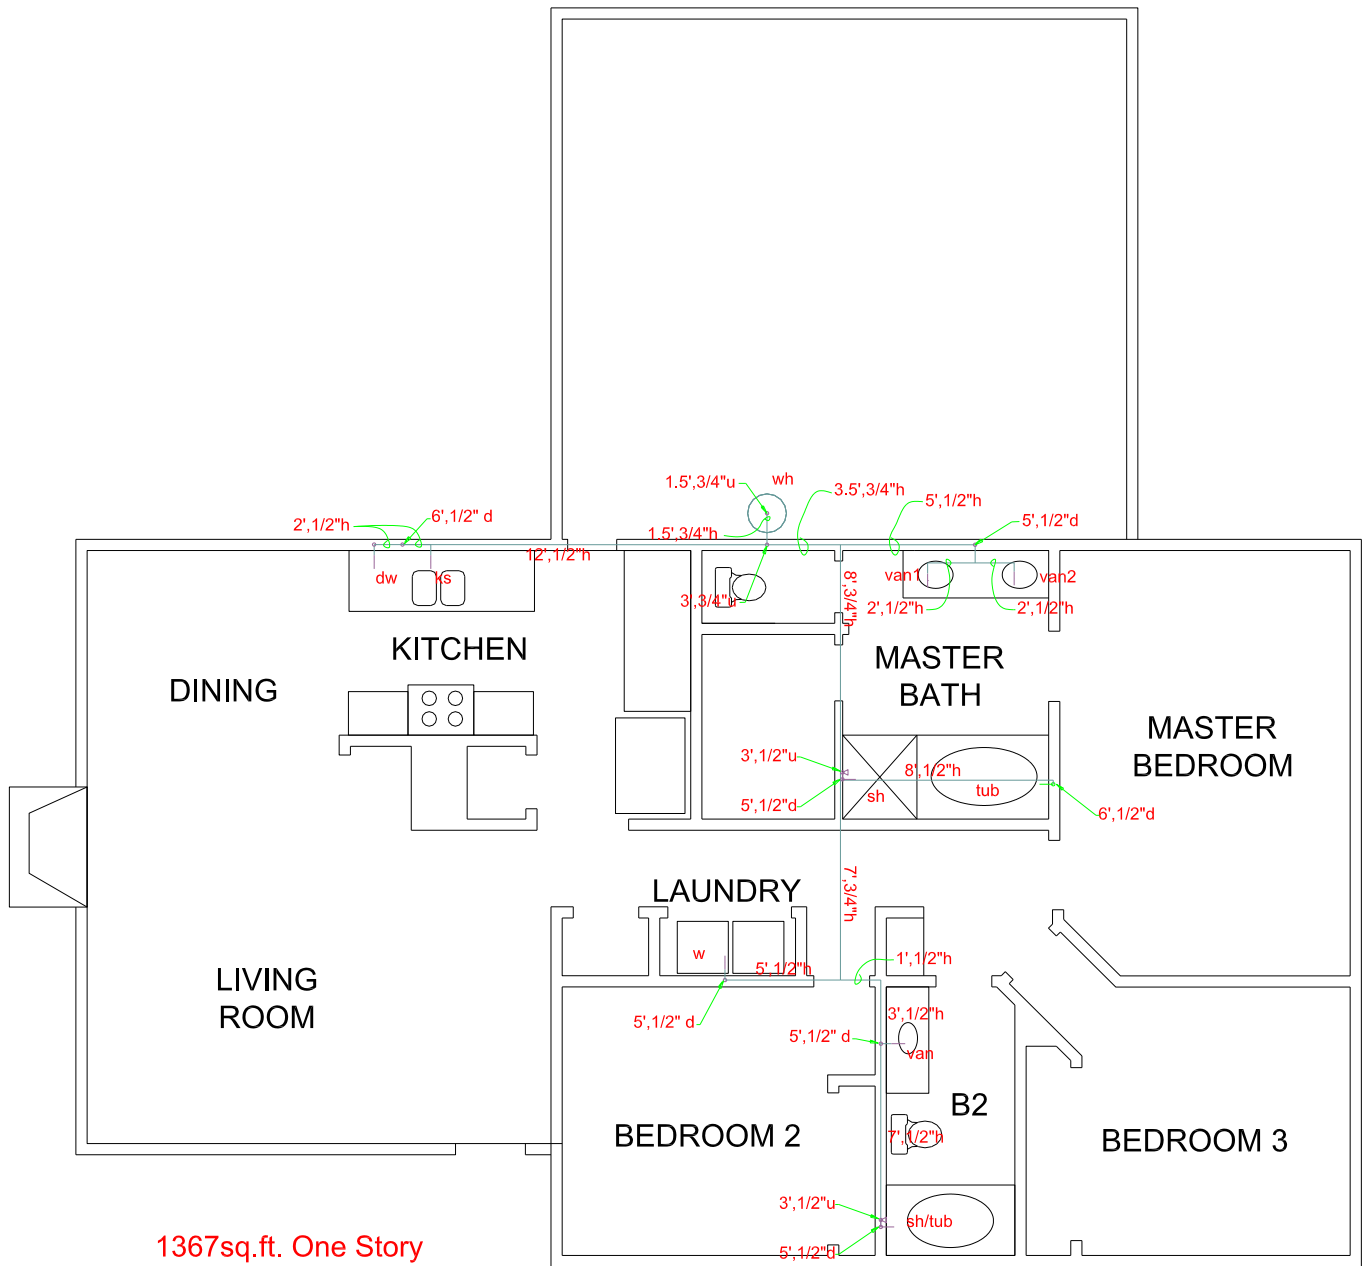 1.5',3/4"u
wh
3.5',3/4"h
5',1/2"h
2',1/2"h
6',1/2" d
1.5',3/4"h
5',1/2"d
12',1/2"h
dw
ks
3',3/4"u
8',3/4"h
van1
van2
2',1/2"h
2',1/2"h
KITCHEN
DINING
MASTER
BATH
MASTER
BEDROOM
3',1/2"u
8',1/2"h
5',1/2"d
sh
tub
6',1/2"d
LAUNDRY
7',3/4"h
w
5',1/2"h
1',1/2"h
LIVING
ROOM
5',1/2" d
3',1/2"h
5',1/2" d
van
B2
BEDROOM 2
7',1/2"h
BEDROOM 3
3',1/2"u
sh/tub
5',1/2"d
1367sq.ft. One Story